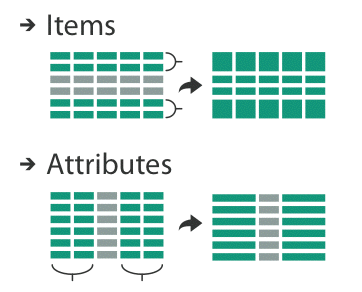 → Items
→ Attributes